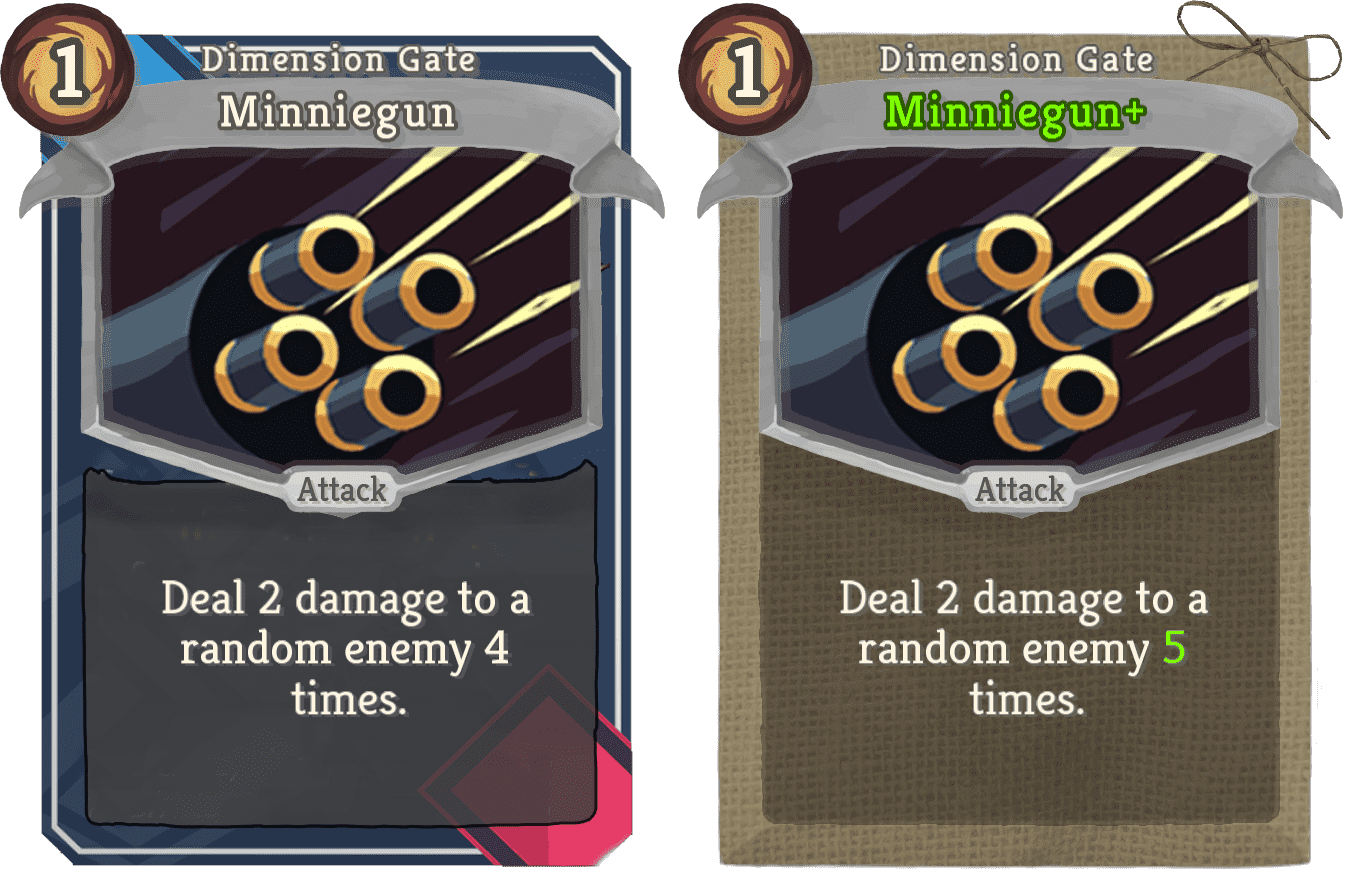 1
Dimension Gate
Minniegun
Attack
Deal 2 damage to a
random enemy 4
times.
1
Dimension Gate
Minniegun+
Attack
Deal 2 damage to a
random enemy 5
times.